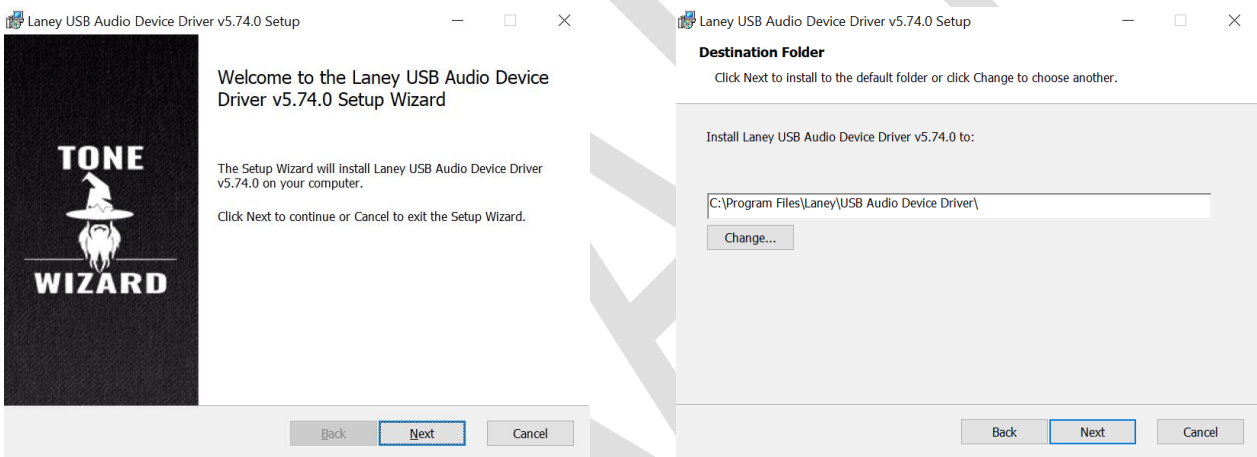 Laney USB Audio Device Driver v5.74.0 Setup
Welcome to the Laney USB Audio Device
Driver v5.74.0 Setup Wizard
TONE
WIZARD
The Setup Wizard will install Laney USB Audio Device Driver
v5.74.0 on your computer.
Click Next to continue or Cancel to exit the Setup Wizard.
Back
Next
Cancel
Laney USB Audio Device Driver v5.74.0 Setup
Destination Folder
Click Next to install to the default folder or click Change to choose another.
Install Laney USB Audio Device Driver v5.74.0 to:
C:\Program Files\Laney\USB Audio Device Driver\
Change...
Back
Next
Cancel